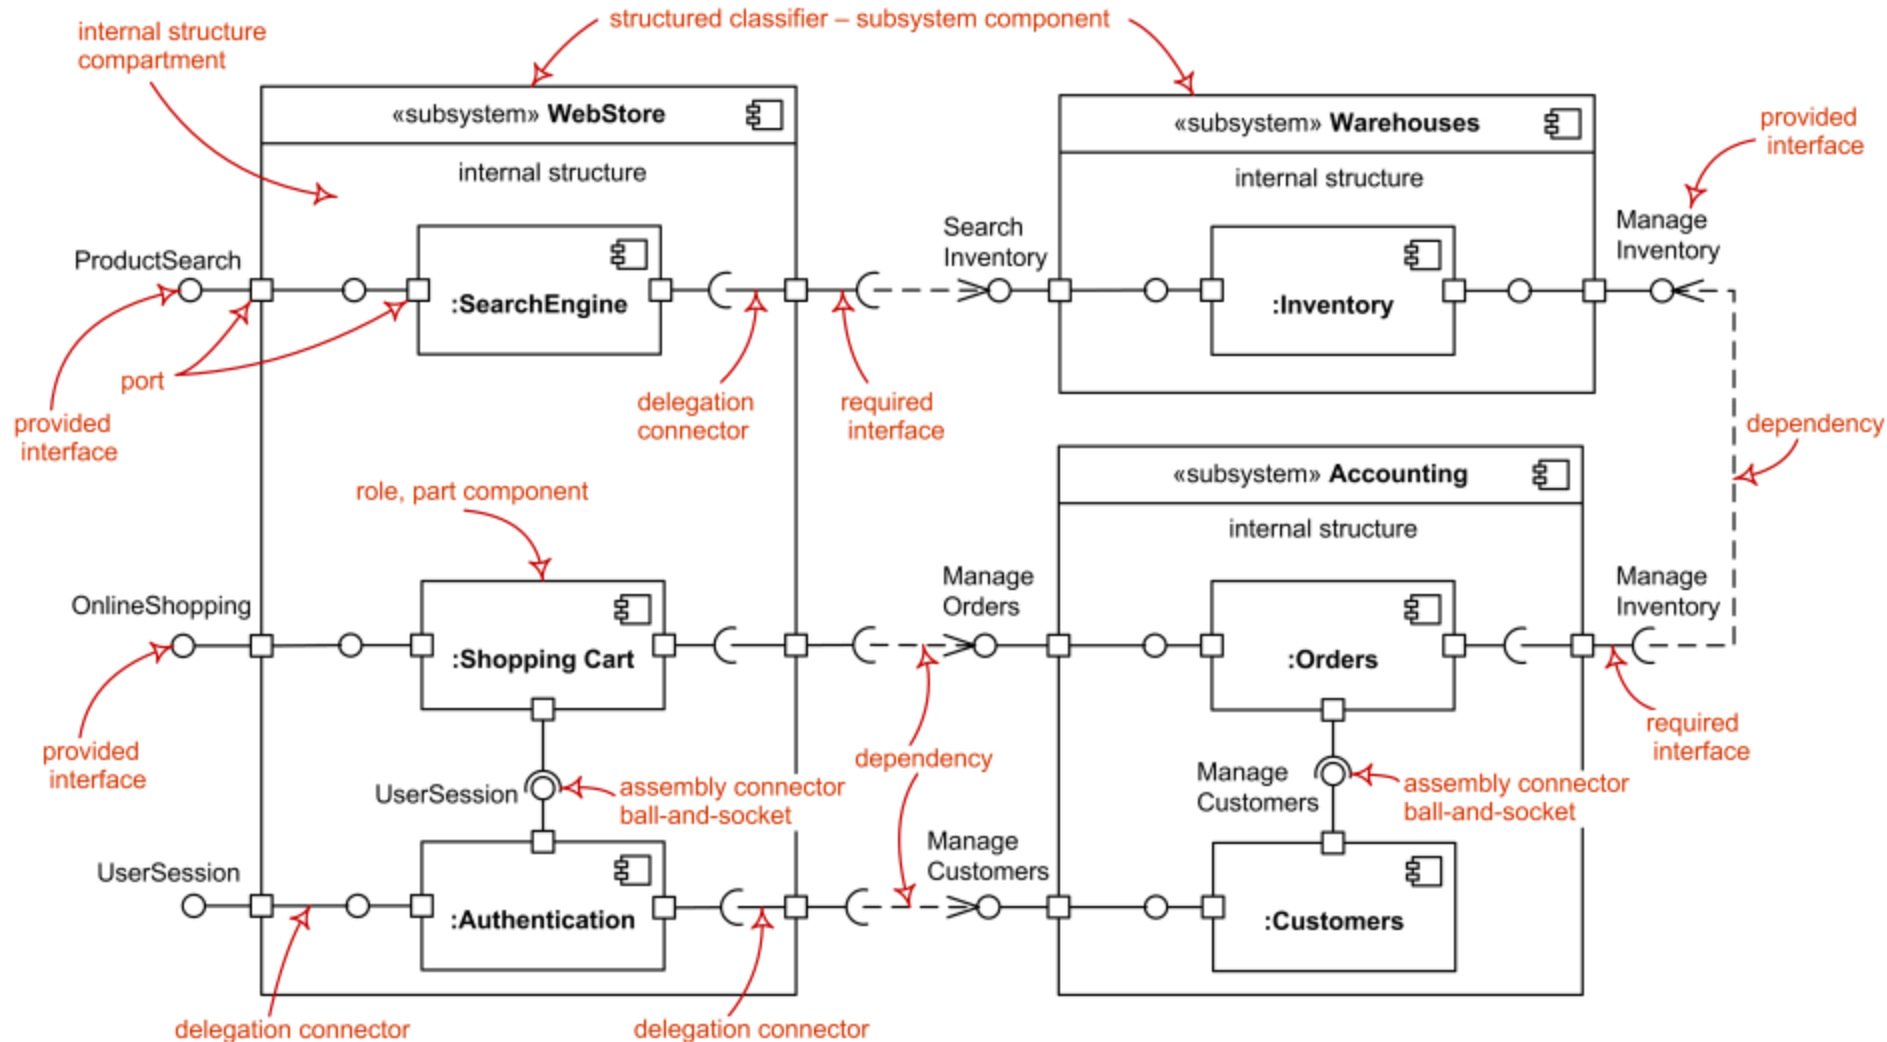 structured classifier – subsystem component
internal structure
compartment
«subsystem» WebStore
internal structure
«subsystem» Warehouses
internal structure
provided
interface
ProductSearch
:SearchEngine
Search
Inventory
:Inventory
Manage
Inventory
port
provided
interface
delegation
connector
required
interface
dependency
role, part component
«subsystem» Accounting
internal structure
OnlineShopping
:Shopping Cart
Manage
Orders
:Orders
Manage
Inventory
provided
interface
dependency
required
interface
UserSession
assembly connector
ball-and-socket
Manage
Customers
assembly connector
ball-and-socket
UserSession
:Authentication
Manage
Customers
:Customers
delegation connector
delegation connector